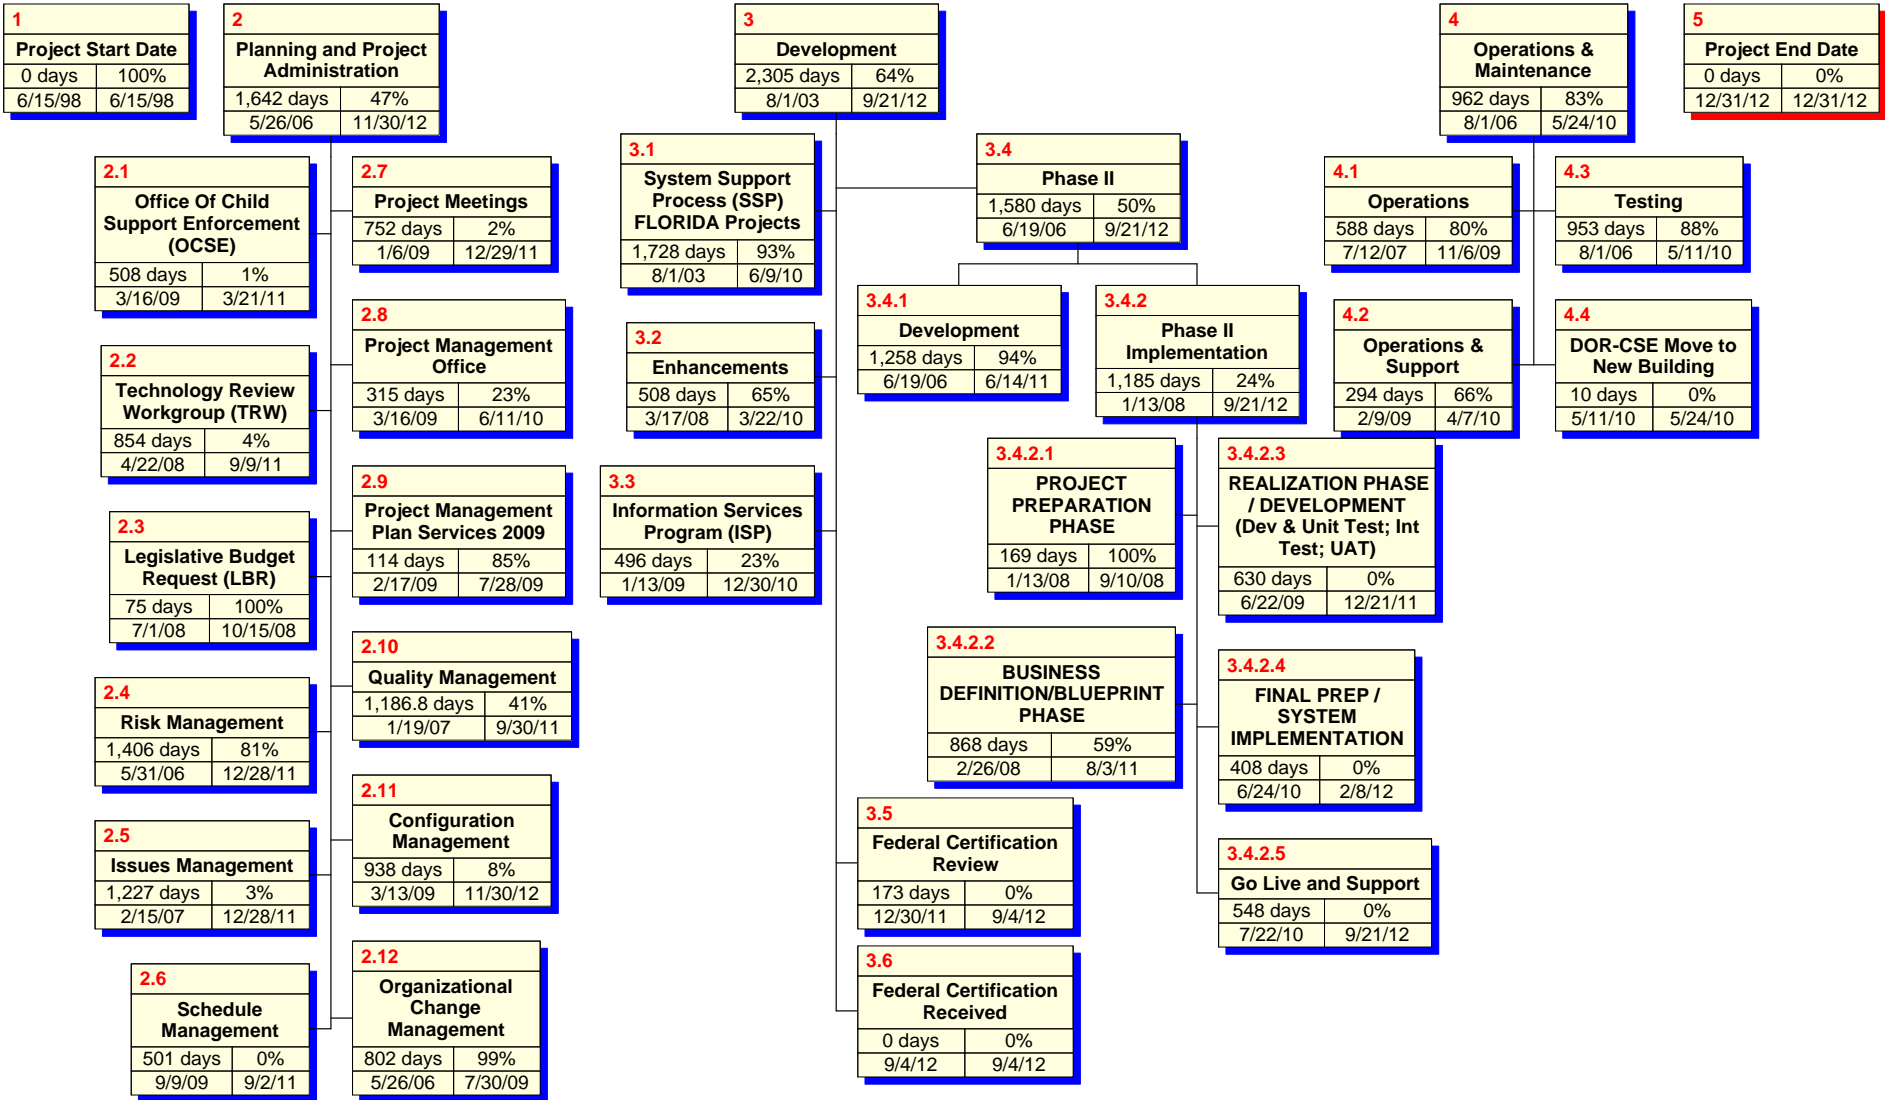 1
Project Start Date
0 days 100%
6/15/98 6/15/98
2
Planning and Project
Administration
1,642 days 47%
5/26/06 11/30/12
2.1
Office Of Child
Support Enforcement
(OCSE)
508 days 1%
3/16/09 3/21/11
2.2
Technology Review
Workgroup (TRW)
854 days 4%
4/22/08 9/9/11
2.3
Legislative Budget
Request (LBR)
75 days 100%
7/1/08 10/15/08
2.4
Risk Management
1,406 days 81%
5/31/06 12/28/11
2.5
Issues Management
1,227 days 3%
2/15/07 12/28/11
2.6
Schedule
Management
501 days 0%
9/9/09 9/2/11
2.7
Project Meetings
752 days 2%
1/6/09 12/29/11
2.8
Project Management
Office
315 days 23%
3/16/09 6/11/10
2.9
Project Management
Plan Services 2009
114 days 85%
2/17/09 7/28/09
2.10
Quality Management
1,186.8 days 41%
1/19/07 9/30/11
2.11
Configuration
Management
938 days 8%
3/13/09 11/30/12
2.12
Organizational
Change
Management
802 days 99%
5/26/06 7/30/09
3
Development
2,305 days 64%
8/1/03 9/21/12
3.1
System Support
Process (SSP)
FLORIDA Projects
1,728 days 93%
8/1/03 6/9/10
3.2
Enhancements
508 days 65%
3/17/08 3/22/10
3.3
Information Services
Program (ISP)
496 days 23%
1/13/09 12/30/10
3.4
Phase II
1,580 days 50%
6/19/06 9/21/12
3.4.1
Development
1,258 days 94%
6/19/06 6/14/11
3.4.2
Phase II
Implementation
1,185 days 24%
1/13/08 9/21/12
3.4.2.1
PROJECT
PREPARATION
PHASE
169 days 100%
1/13/08 9/10/08
3.4.2.2
BUSINESS
DEFINITION/BLUEPRINT
PHASE
868 days 59%
2/26/08 8/3/11
3.4.2.3
REALIZATION PHASE
/ DEVELOPMENT
(Dev & Unit Test; Int
Test; UAT)
630 days 0%
6/22/09 12/21/11
3.4.2.4
FINAL PREP /
SYSTEM
IMPLEMENTATION
408 days 0%
6/24/10 2/8/12
3.4.2.5
Go Live and Support
548 days 0%
7/22/10 9/21/12
3.5
Federal Certification
Review
173 days 0%
12/30/11 9/4/12
3.6
Federal Certification
Received
0 days 0%
9/4/12 9/4/12
4
Operations &
Maintenance
962 days 83%
8/1/06 5/24/10
4.1
Operations
588 days 80%
7/12/07 11/6/09
4.2
Operations &
Support
294 days 66%
2/9/09 4/7/10
4.3
Testing
953 days 88%
8/1/06 5/11/10
4.4
DOR-CSE Move to
New Building
10 days 0%
5/11/10 5/24/10
5
Project End Date
0 days 0%
12/31/12 12/31/12